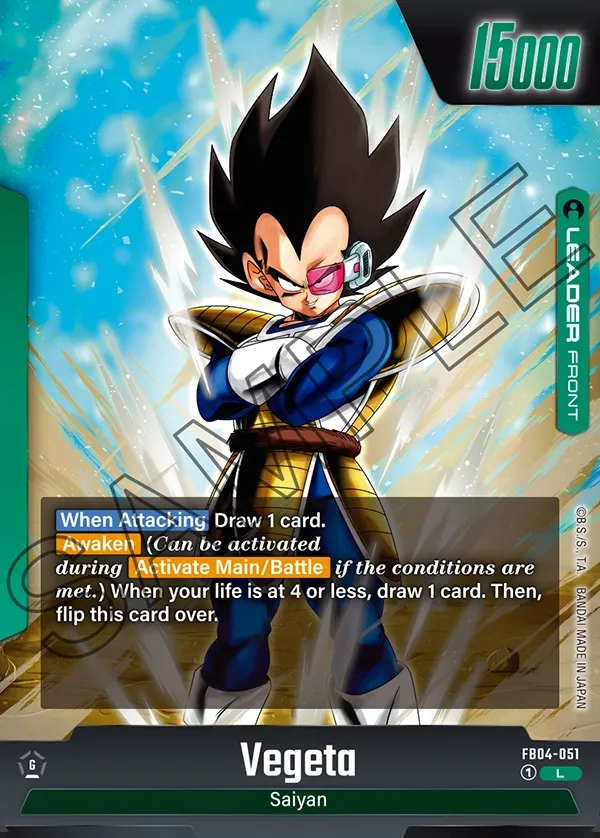 15000
LEADER FRONT
SAMPLE
When Attacking Draw 1 card.
Awaken (Can be activated
during Activate Main/Battle if the conditions are
met.) When your life is at 4 or less, draw 1 card. Then,
flip this card over.
©B.S./S., T.A. BANDAI MADE IN JAPAN
Vegeta
FB04-051
G
1 L
Saiyan